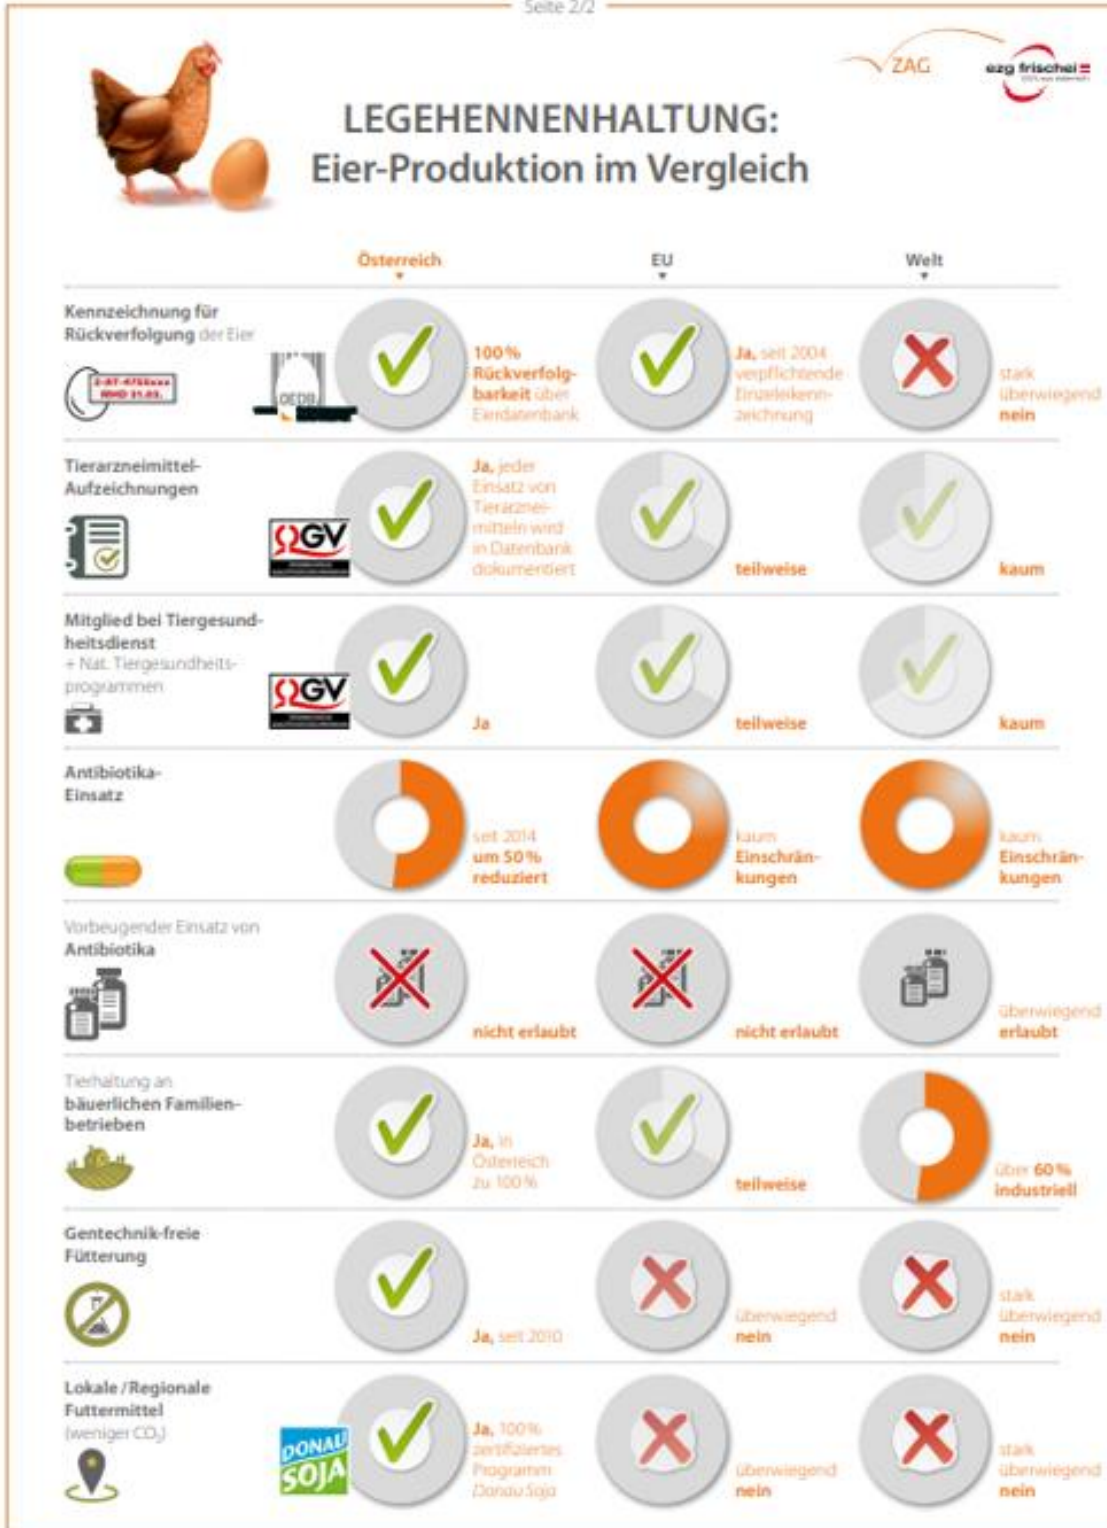 Seite 2/2
ZAG
ezg frischei
LEGEHENNENHALTUNG:
Eier-Produktion im Vergleich
Österreich
EU
Welt
Kennzeichnung für
Rückverfolgung der Eier
OEDB
100%
Rückverfolg-
barkeit über
Eierdatenbank
Ja, seit 2004
verpflichtende
Einzeleikenn-
zeichnung
stark
überwiegend
nein
Tierarzneimittel-
Aufzeichnungen
QGV
Ja, jeder
Einsatz von
Tierarznei-
mitteln wird
in Datenbank
dokumentiert
teilweise
kaum
Mitglied bei Tiergesund-
heitsdienst
+ Nat. Tiergesundheits-
programmen
QGV
Ja
teilweise
kaum
Antibiotika-
Einsatz
seit 2014
um 50%
reduziert
kaum
Einschrän-
kungen
kaum
Einschrän-
kungen
Vorbeugender Einsatz von
Antibiotika
nicht erlaubt
nicht erlaubt
überwiegend
erlaubt
Tierhaltung an
bäuerlichen Familien-
betrieben
Ja, in
Österreich
zu 100%
teilweise
über 60%
industriell
Gentechnik-freie
Fütterung
Ja, seit 2010
überwiegend
nein
stark
überwiegend
nein
Lokale/Regionale
Futtermittel
(weniger CO₂)
DONAU
SOJA
Ja, 100%
zertifiziertes
Programm
Donau Soja
überwiegend
nein
stark
überwiegend
nein